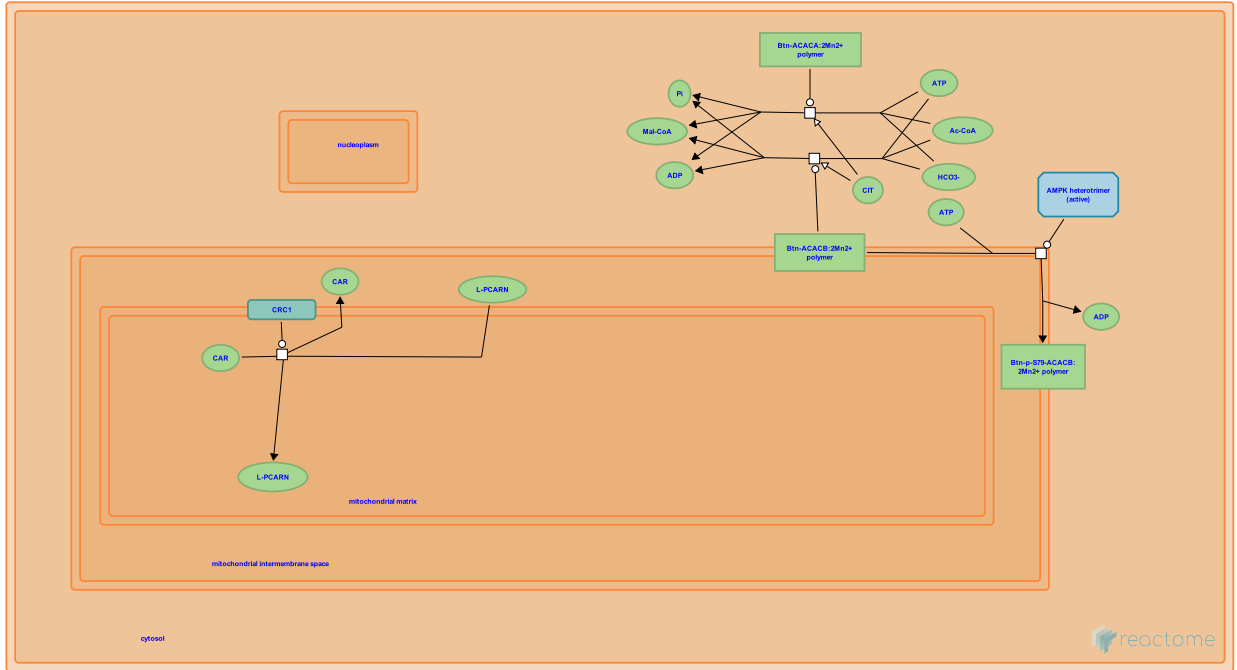 Btn-ACACA:2Mn2+
polymer
Pi
ATP
Mal-CoA
Ac-CoA
nucleoplasm
ADP
HCO3-
CIT
AMPK heterotrimer
(active)
ATP
Btn-ACACB:2Mn2+
polymer
CAR
L-PCARN
CRC1
ADP
CAR
Btn-p-S79-ACACB:
2Mn2+ polymer
L-PCARN
mitochondrial matrix
mitochondrial intermembrane space
cytosol
reactome